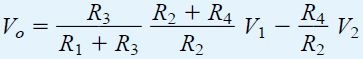 V_o = \frac{R_3}{R_1 + R_3} \frac{R_2 + R_4}{R_2} V_1 - \frac{R_4}{R_2} V_2